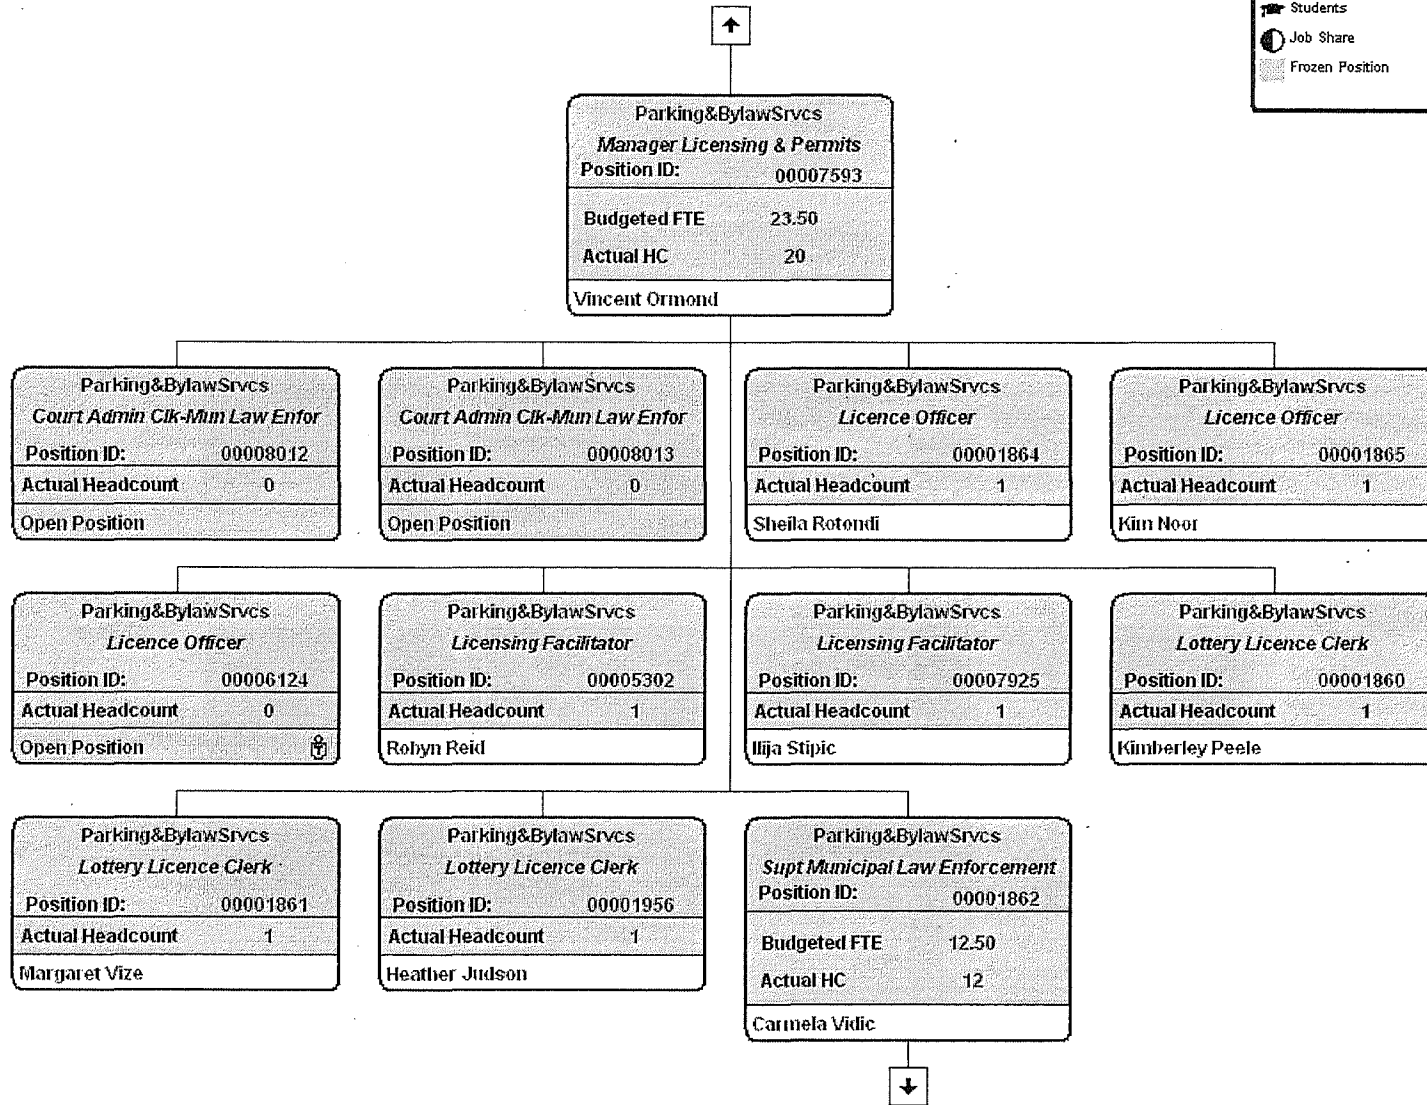 Students
Job Share
Frozen Position
Parking&BylawSrvcs
Manager Licensing & Permits
Position ID: 00007593
Budgeted FTE 23.50
Actual HC 20
Vincent Ormond
Parking&BylawSrvcs
Court Admin Clk-Mun Law Enfor
Position ID: 00008012
Actual Headcount 0
Open Position
Parking&BylawSrvcs
Court Admin Clk-Mun Law Enfor
Position ID: 00008013
Actual Headcount 0
Open Position
Parking&BylawSrvcs
Licence Officer
Position ID: 00001864
Actual Headcount 1
Sheila Rotondi
Parking&BylawSrvcs
Licence Officer
Position ID: 00001865
Actual Headcount 1
Kim Noor
Parking&BylawSrvcs
Licence Officer
Position ID: 00006124
Actual Headcount 0
Open Position
Parking&BylawSrvcs
Licensing Facilitator
Position ID: 00005302
Actual Headcount 1
Robyn Reid
Parking&BylawSrvcs
Licensing Facilitator
Position ID: 00007925
Actual Headcount 1
Ilija Stipic
Parking&BylawSrvcs
Lottery Licence Clerk
Position ID: 00001860
Actual Headcount 1
Kimberley Peele
Parking&BylawSrvcs
Lottery Licence Clerk
Position ID: 00001861
Actual Headcount 1
Margaret Vize
Parking&BylawSrvcs
Lottery Licence Clerk
Position ID: 00001956
Actual Headcount 1
Heather Judson
Parking&BylawSrvcs
Supt Municipal Law Enforcement
Position ID: 00001862
Budgeted FTE 12.50
Actual HC 12
Carmela Vidic